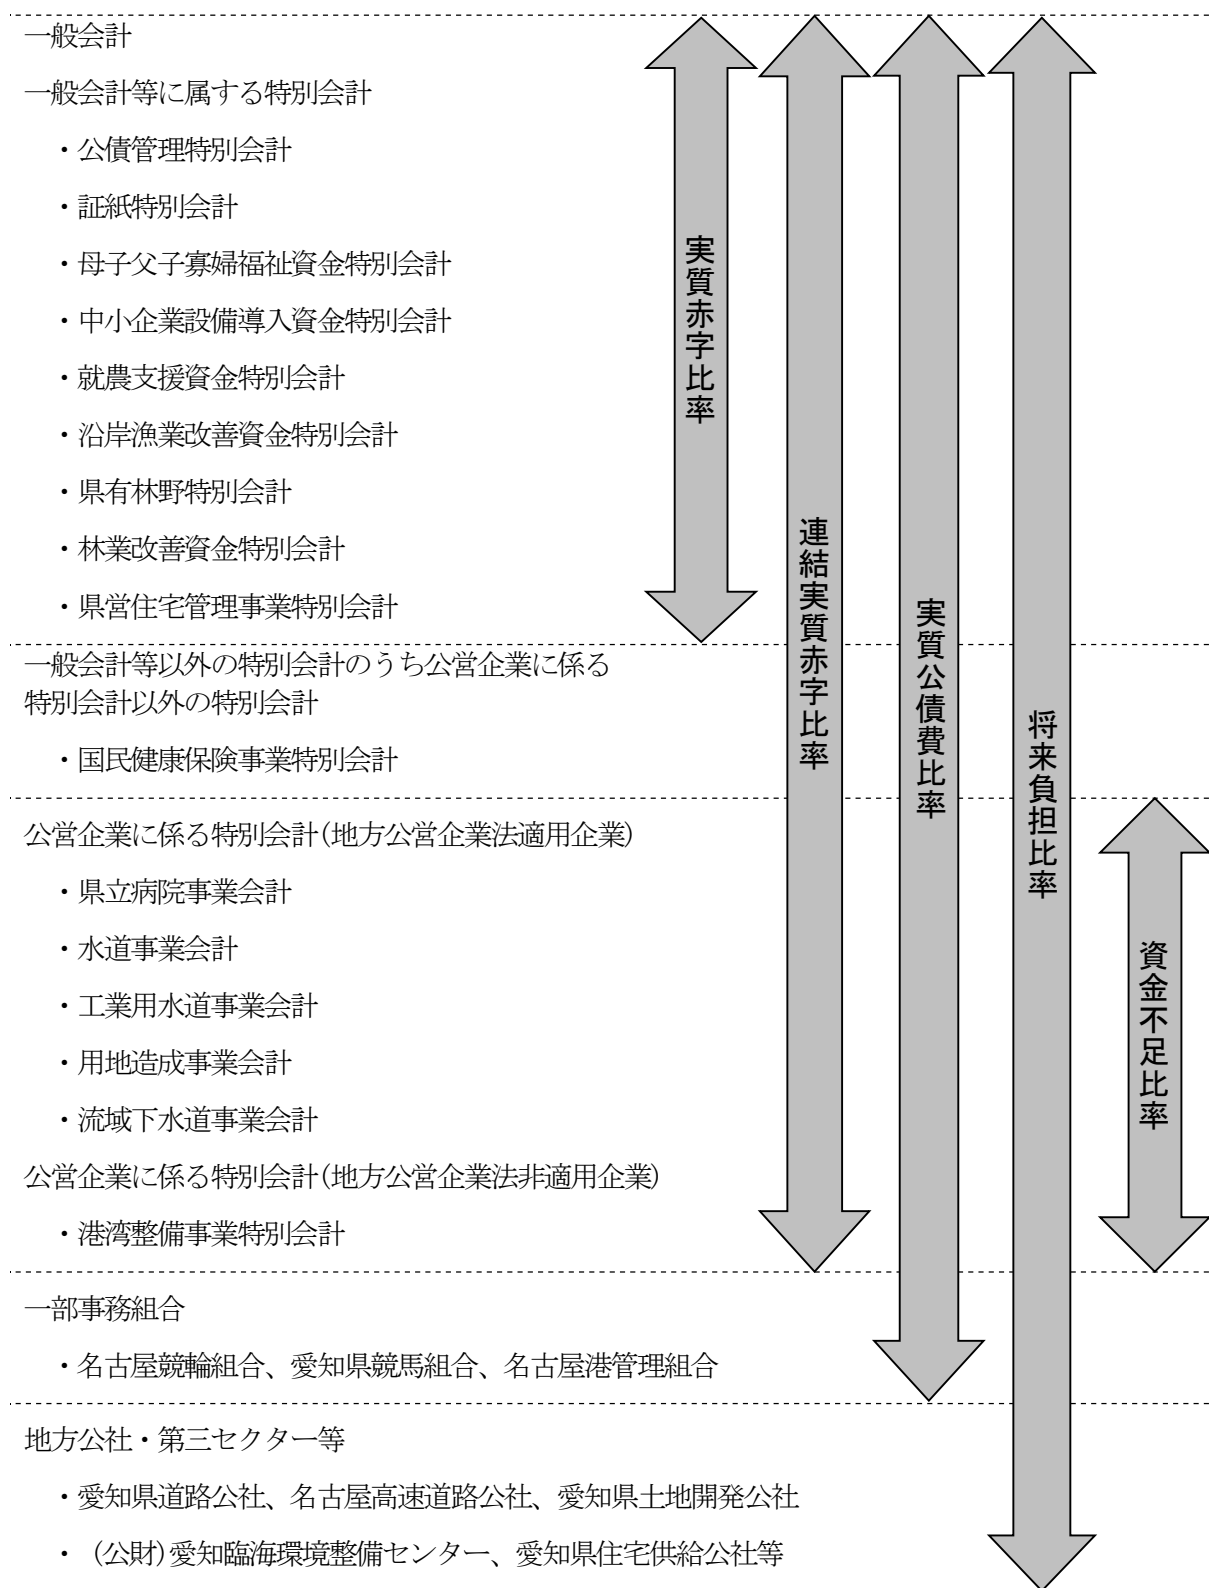 一般会計
一般会計等に属する特別会計
・公債管理特別会計
・証紙特別会計
・母子父子寡婦福祉資金特別会計
・中小企業設備導入資金特別会計
・就農支援資金特別会計
・沿岸漁業改善資金特別会計
・県有林野特別会計
・林業改善資金特別会計
・県営住宅管理事業特別会計
一般会計等以外の特別会計のうち公営企業に係る
特別会計以外の特別会計
・国民健康保険事業特別会計
公営企業に係る特別会計(地方公営企業法適用企業)
・県立病院事業会計
・水道事業会計
・工業用水道事業会計
・用地造成事業会計
・流域下水道事業会計
公営企業に係る特別会計(地方公営企業法非適用企業)
・港湾整備事業特別会計
一部事務組合
・名古屋競輪組合、愛知県競馬組合、名古屋港管理組合
地方公社・第三セクター等
・愛知県道路公社、名古屋高速道路公社、愛知県土地開発公社
・(公財)愛知臨海環境整備センター、愛知県住宅供給公社等
実質赤字比率
連結実質赤字比率
実質公債費比率
将来負担比率
資金不足比率